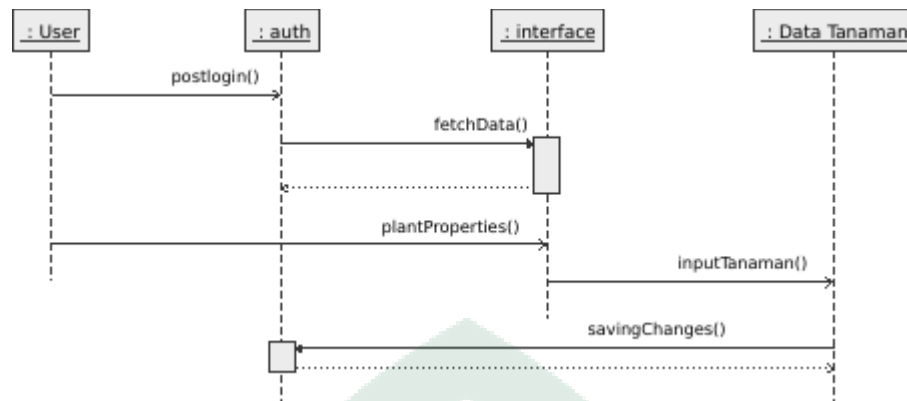 : User
: auth
: interface
: Data Tanaman
postlogin()
fetchData()
plantProperties()
inputTanaman()
savingChanges()